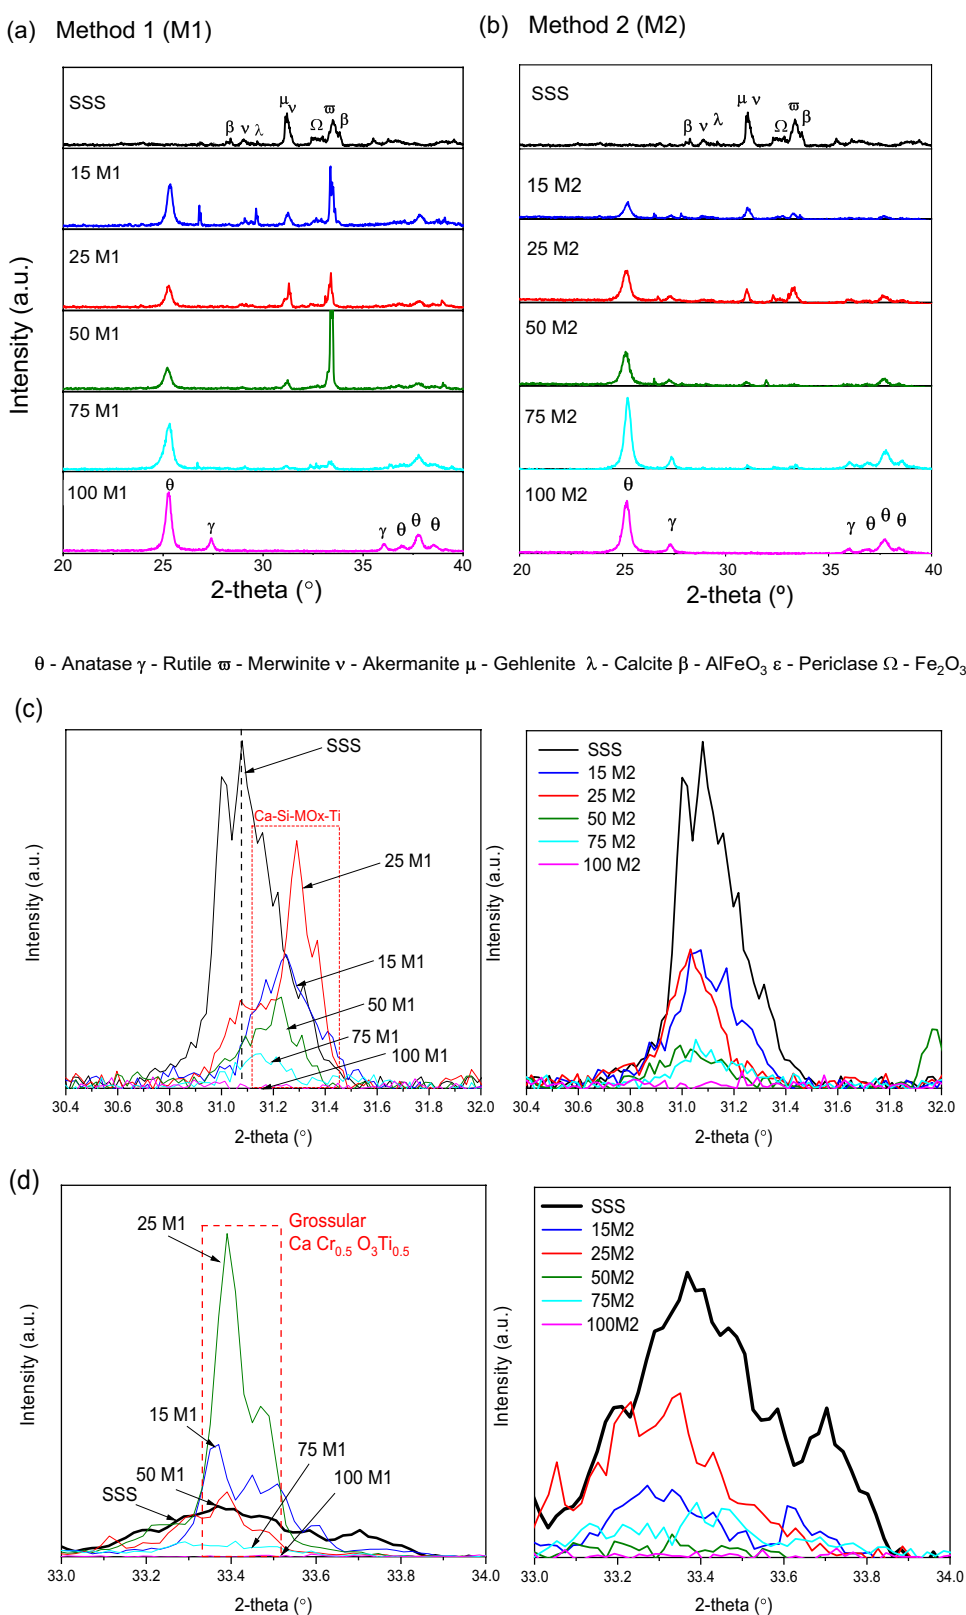 (a) Method 1 (M1)
(b) Method 2 (M2)
Intensity (a.u.)
SSS
β ν λ μ ν Ω ϖ β
15 M1
25 M1
50 M1
75 M1
100 M1
θ γ γ θ θ θ
20 25 30 35 40
2-theta (°)
SSS
β ν λ μ ν Ω ϖ β
15 M2
25 M2
50 M2
75 M2
100 M2
θ γ γ θ θ θ
20 25 30 35 40
2-theta (º)
θ - Anatase γ - Rutile ϖ - Merwinite ν - Akermanite μ - Gehlenite λ - Calcite β - AlFeO₃ ε - Periclase Ω - Fe₂O₃
(c)
Intensity (a.u.)
SSS
Ca-Si-MOx-Ti
25 M1
15 M1
50 M1
75 M1
100 M1
30.4 30.6 30.8 31.0 31.2 31.4 31.6 31.8 32.0
2-theta (°)
Intensity (a.u.)
SSS
15 M2
25 M2
50 M2
75 M2
100 M2
30.4 30.6 30.8 31.0 31.2 31.4 31.6 31.8 32.0
2-theta (°)
(d)
Intensity (a.u.)
25 M1
Grossular
Ca Cr₀.₅ O₃Ti₀.₅
15 M1
75 M1
50 M1
100 M1
SSS
33.0 33.2 33.4 33.6 33.8 34.0
2-theta (°)
Intensity (a.u.)
SSS
15M2
25M2
50M2
75M2
100M2
33.0 33.2 33.4 33.6 33.8 34.0
2-theta (°)